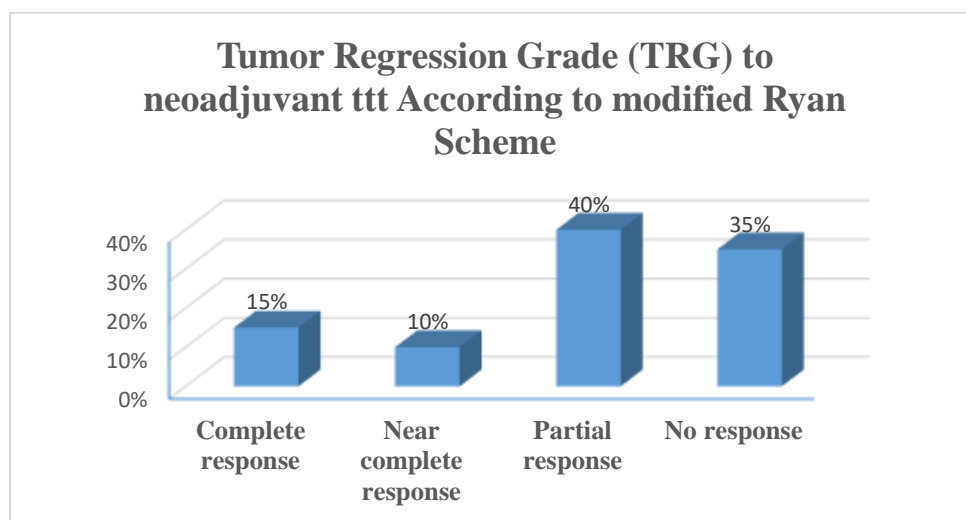 Tumor Regression Grade (TRG) to
neoadjuvant ttt According to modified Ryan
Scheme
40%
35%
15%
10%
40%
30%
20%
10%
0%
Complete
response
Near
complete
response
Partial
response
No response